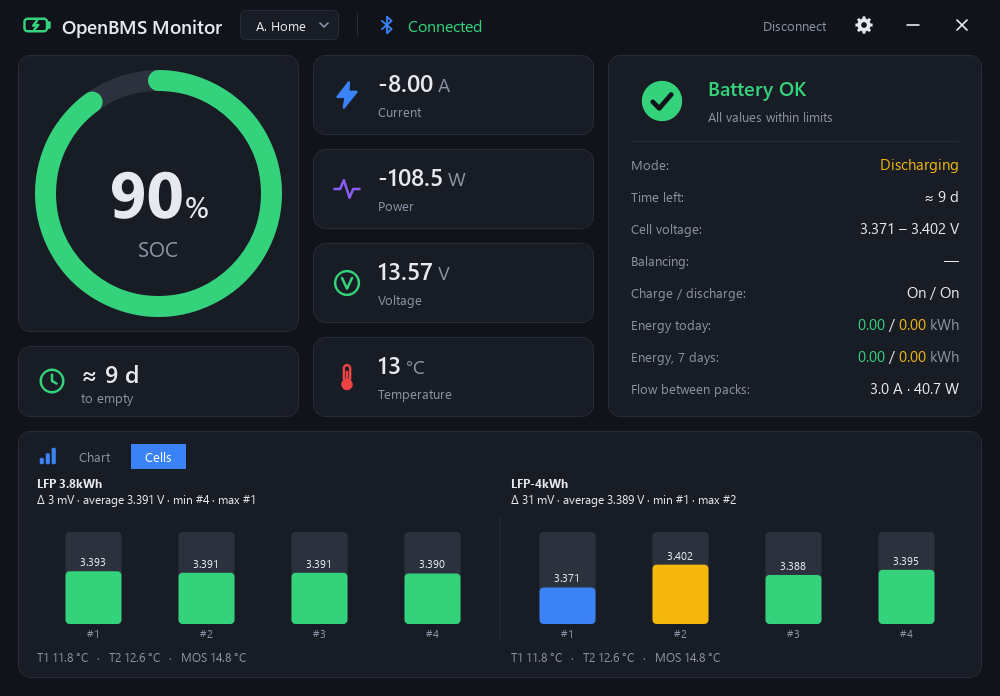 OpenBMS Monitor A. Home Connected Disconnect
90%
SOC
≈ 9 d
to empty
-8.00 A
Current
-108.5 W
Power
13.57 V
Voltage
13 °C
Temperature
Battery OK
All values within limits
Mode: Discharging
Time left: ≈ 9 d
Cell voltage: 3.371 – 3.402 V
Balancing: —
Charge / discharge: On / On
Energy today: 0.00 / 0.00 kWh
Energy, 7 days: 0.00 / 0.00 kWh
Flow between packs: 3.0 A · 40.7 W
Chart Cells
LFP 3.8kWh
Δ 3 mV · average 3.391 V · min #4 · max #1
3.393 3.391 3.391 3.390
#1 #2 #3 #4
T1 11.8 °C · T2 12.6 °C · MOS 14.8 °C
LFP-4kWh
Δ 31 mV · average 3.389 V · min #1 · max #2
3.371 3.402 3.388 3.395
#1 #2 #3 #4
T1 11.8 °C · T2 12.6 °C · MOS 14.8 °C